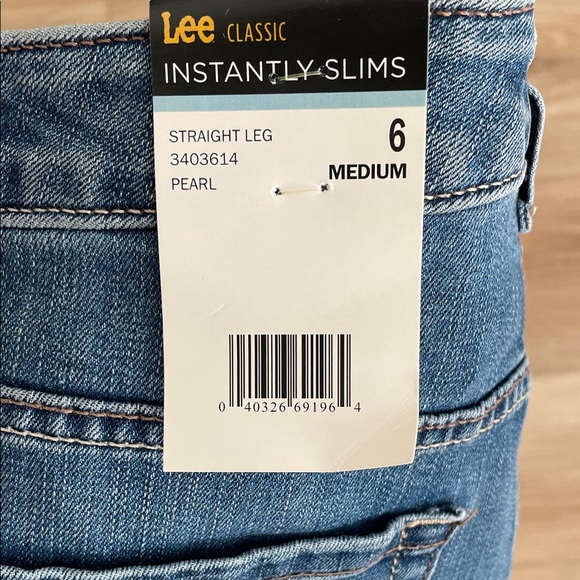 Lee CLASSIC
INSTANTLY SLIMS
STRAIGHT LEG 6
3403614 MEDIUM
PEARL
0 40326 69196 4